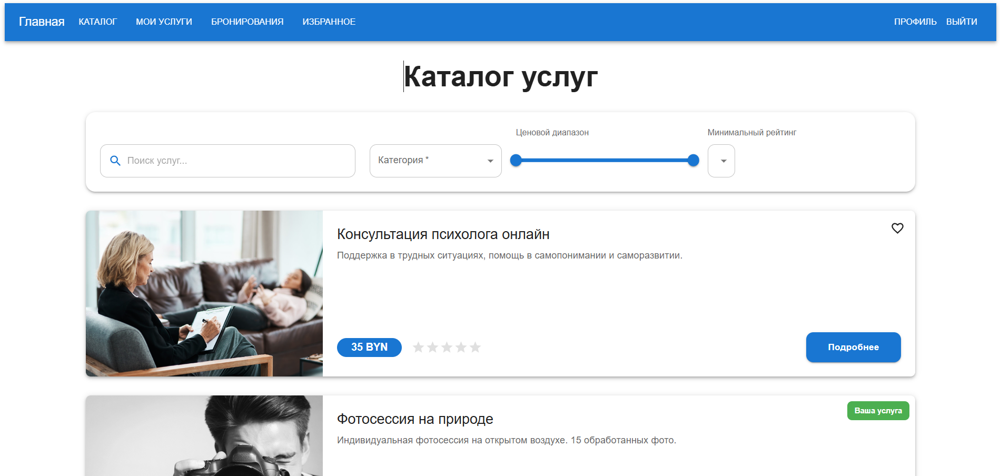 Главная КАТАЛОГ МОИ УСЛУГИ БРОНИРОВАНИЯ ИЗБРАННОЕ ПРОФИЛЬ ВЫЙТИ
Каталог услуг
Ценовой диапазон Минимальный рейтинг
Поиск услуг... Категория *
Консультация психолога онлайн
Поддержка в трудных ситуациях, помощь в самопонимании и саморазвитии.
35 BYN Подробнее
Ваша услуга
Фотосессия на природе
Индивидуальная фотосессия на открытом воздухе. 15 обработанных фото.